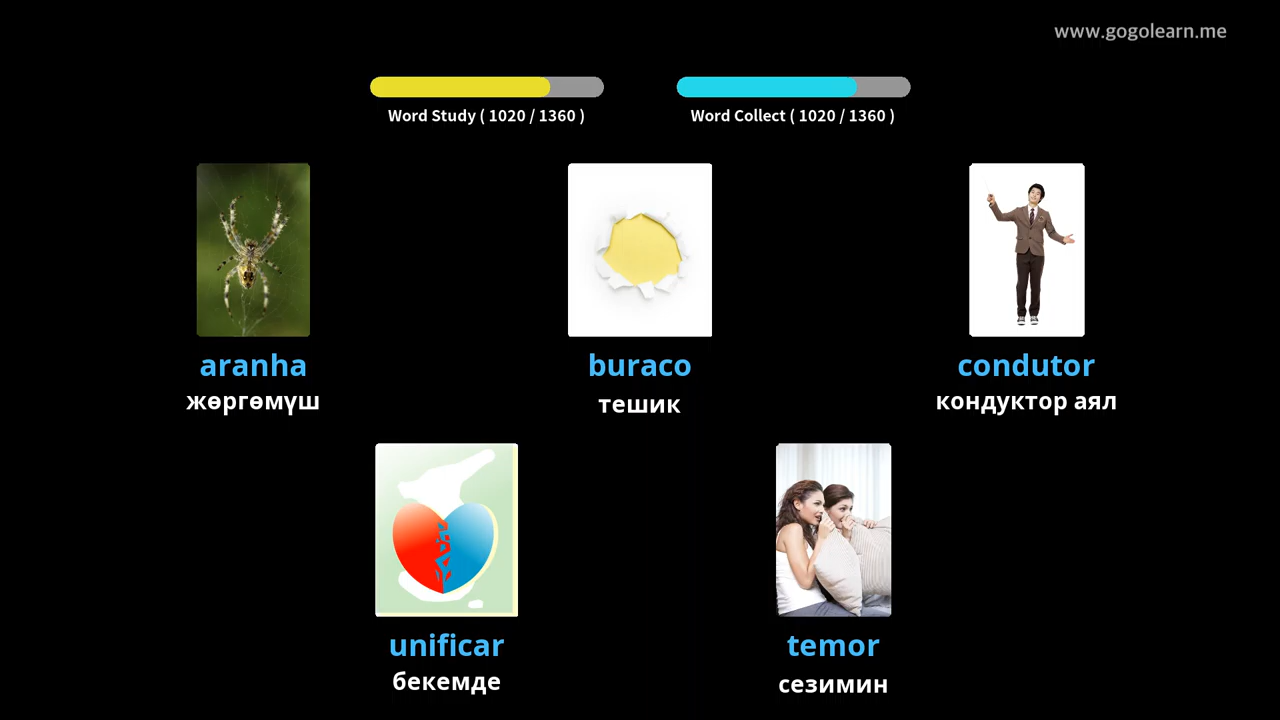 www.gogolearn.me
Word Study ( 1020 / 1360 )
Word Collect ( 1020 / 1360 )
aranha
жөргөмүш
buraco
тешик
condutor
кондуктор аял
unificar
бекемде
temor
сезимин